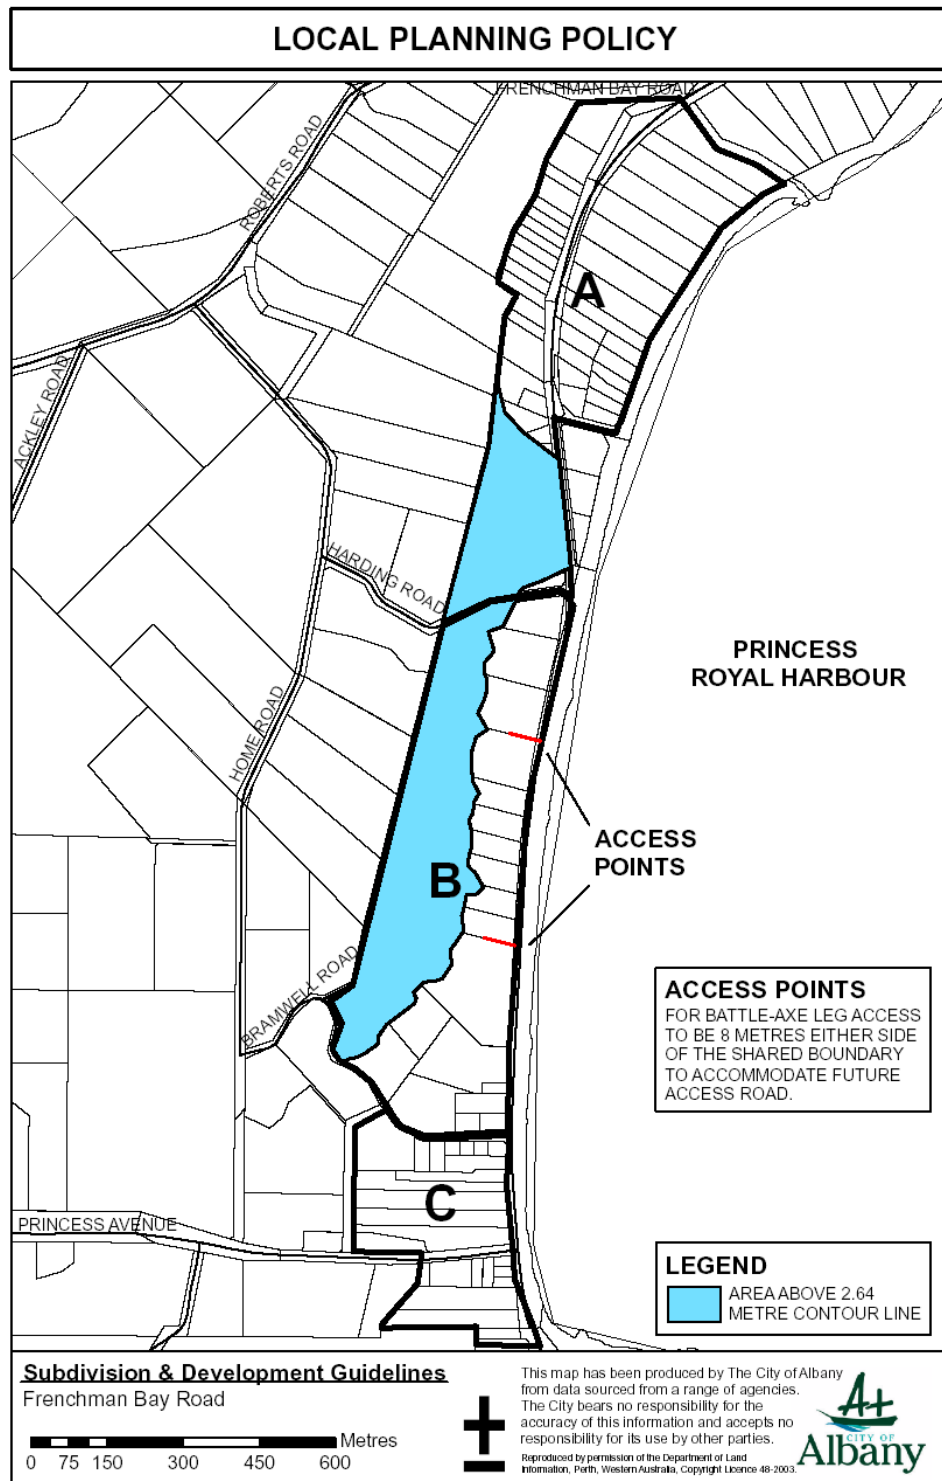 LOCAL PLANNING POLICY
FRENCHMAN BAY ROAD
ROBERTS ROAD
A
ACKLEY ROAD
HARDING ROAD
PRINCESS
ROYAL HARBOUR
HOME ROAD
ACCESS
POINTS
B
BRAMWELL ROAD
ACCESS POINTS
FOR BATTLE-AXE LEG ACCESS
TO BE 8 METRES EITHER SIDE
OF THE SHARED BOUNDARY
TO ACCOMMODATE FUTURE
ACCESS ROAD.
C
PRINCESS AVENUE
LEGEND
AREA ABOVE 2.64
METRE CONTOUR LINE
Subdivision & Development Guidelines
Frenchman Bay Road
Metres
0 75 150 300 450 600
This map has been produced by The City of Albany
from data sourced from a range of agencies.
The City bears no responsibility for the
accuracy of this information and accepts no
responsibility for its use by other parties.
Reproduced by permission of the Department of Land
Information, Perth, Western Australia, Copyright Licence 48-2003.
CITY OF
Albany